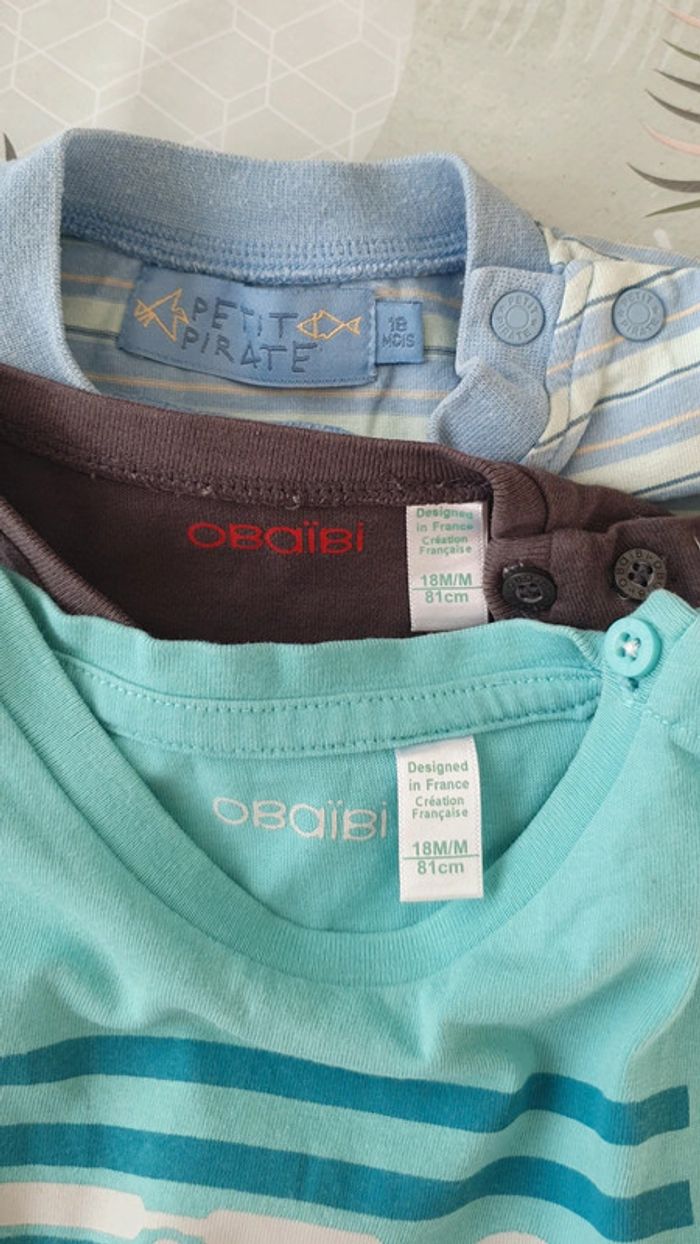 PETIT
PIRATE
18
MOIS
OBaïBi
Designed
in France
Création
Française
18M/M
81cm
OBaïBi
Designed
in France
Création
Française
18M/M
81cm